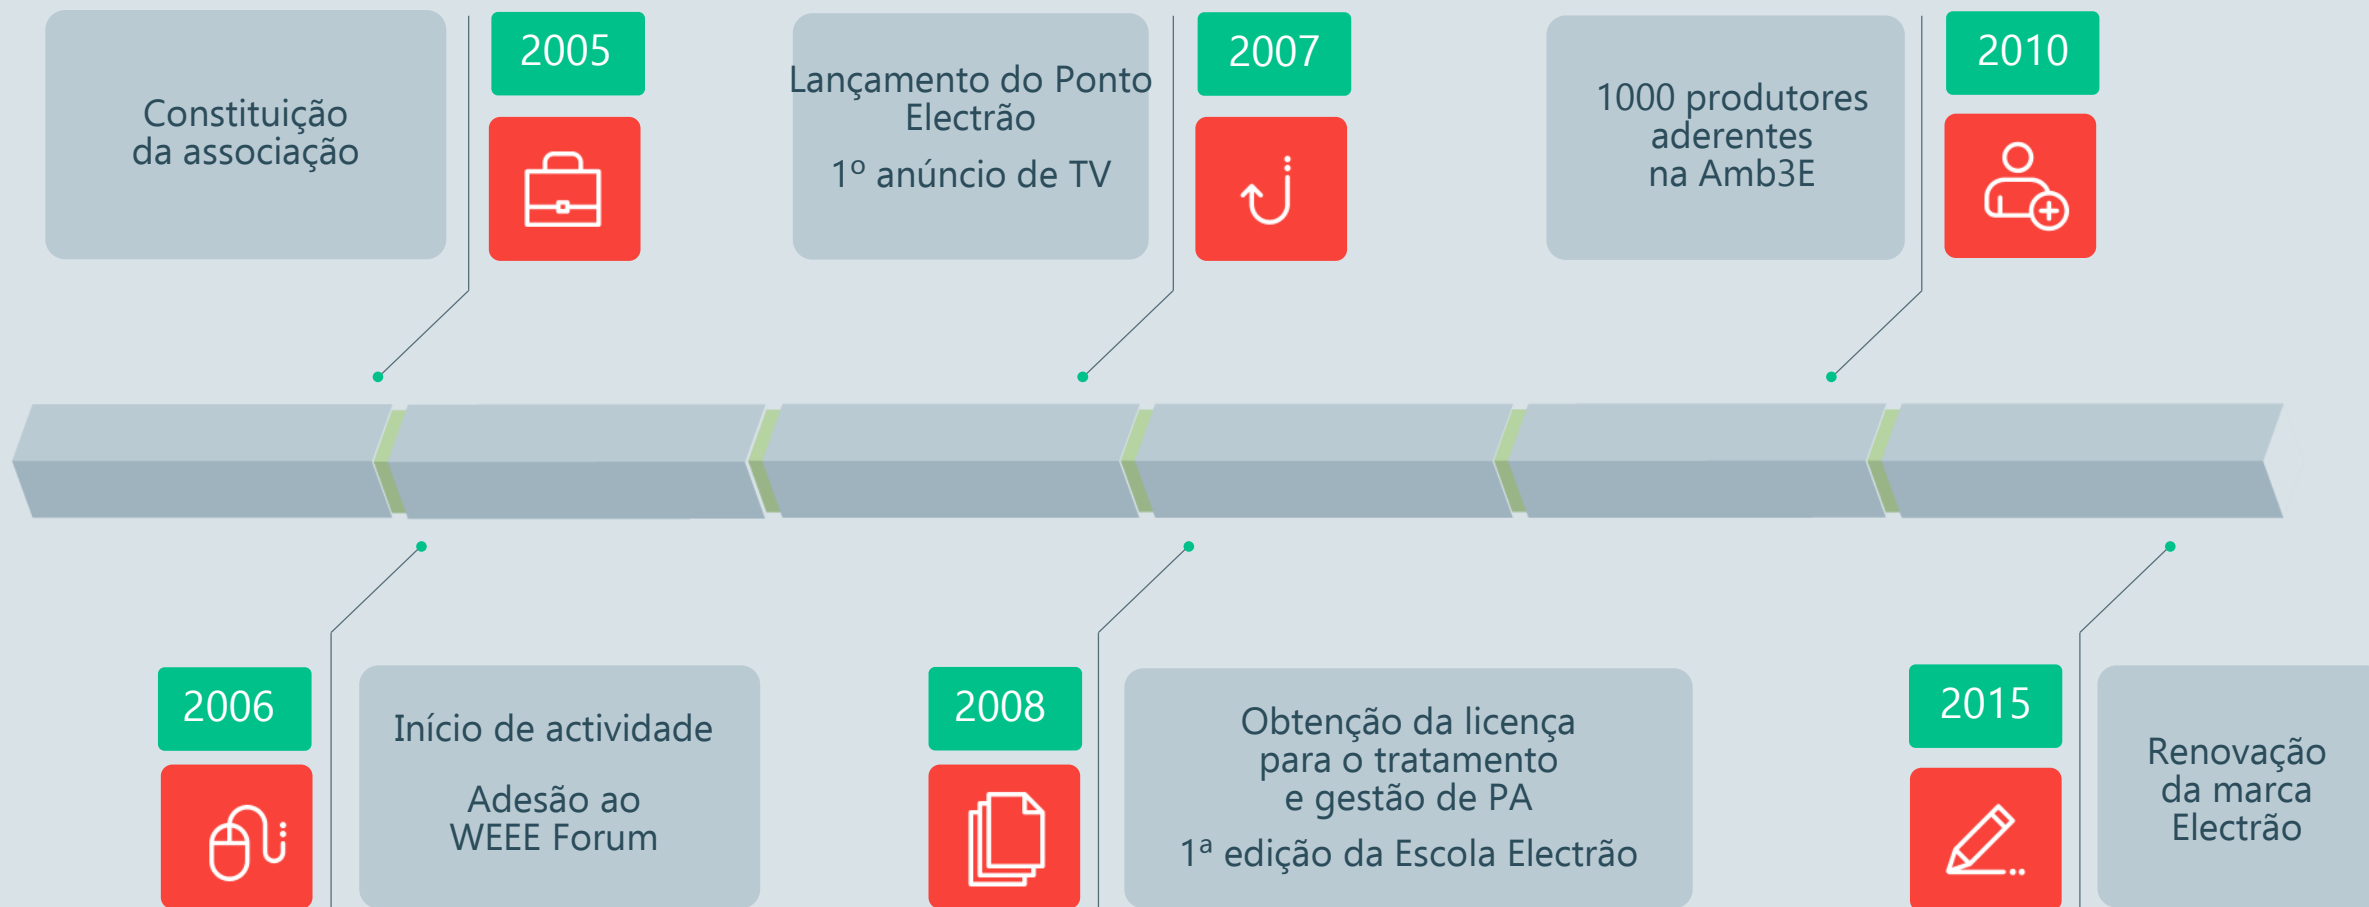 2005
Constituição
da associação
2007
Lançamento do Ponto
Electrão
1º anúncio de TV
2010
1000 produtores
aderentes
na Amb3E
2006
Início de actividade
Adesão ao
WEEE Forum
2008
Obtenção da licença
para o tratamento
e gestão de PA
1ª edição da Escola Electrão
2015
Renovação
da marca
Electrão